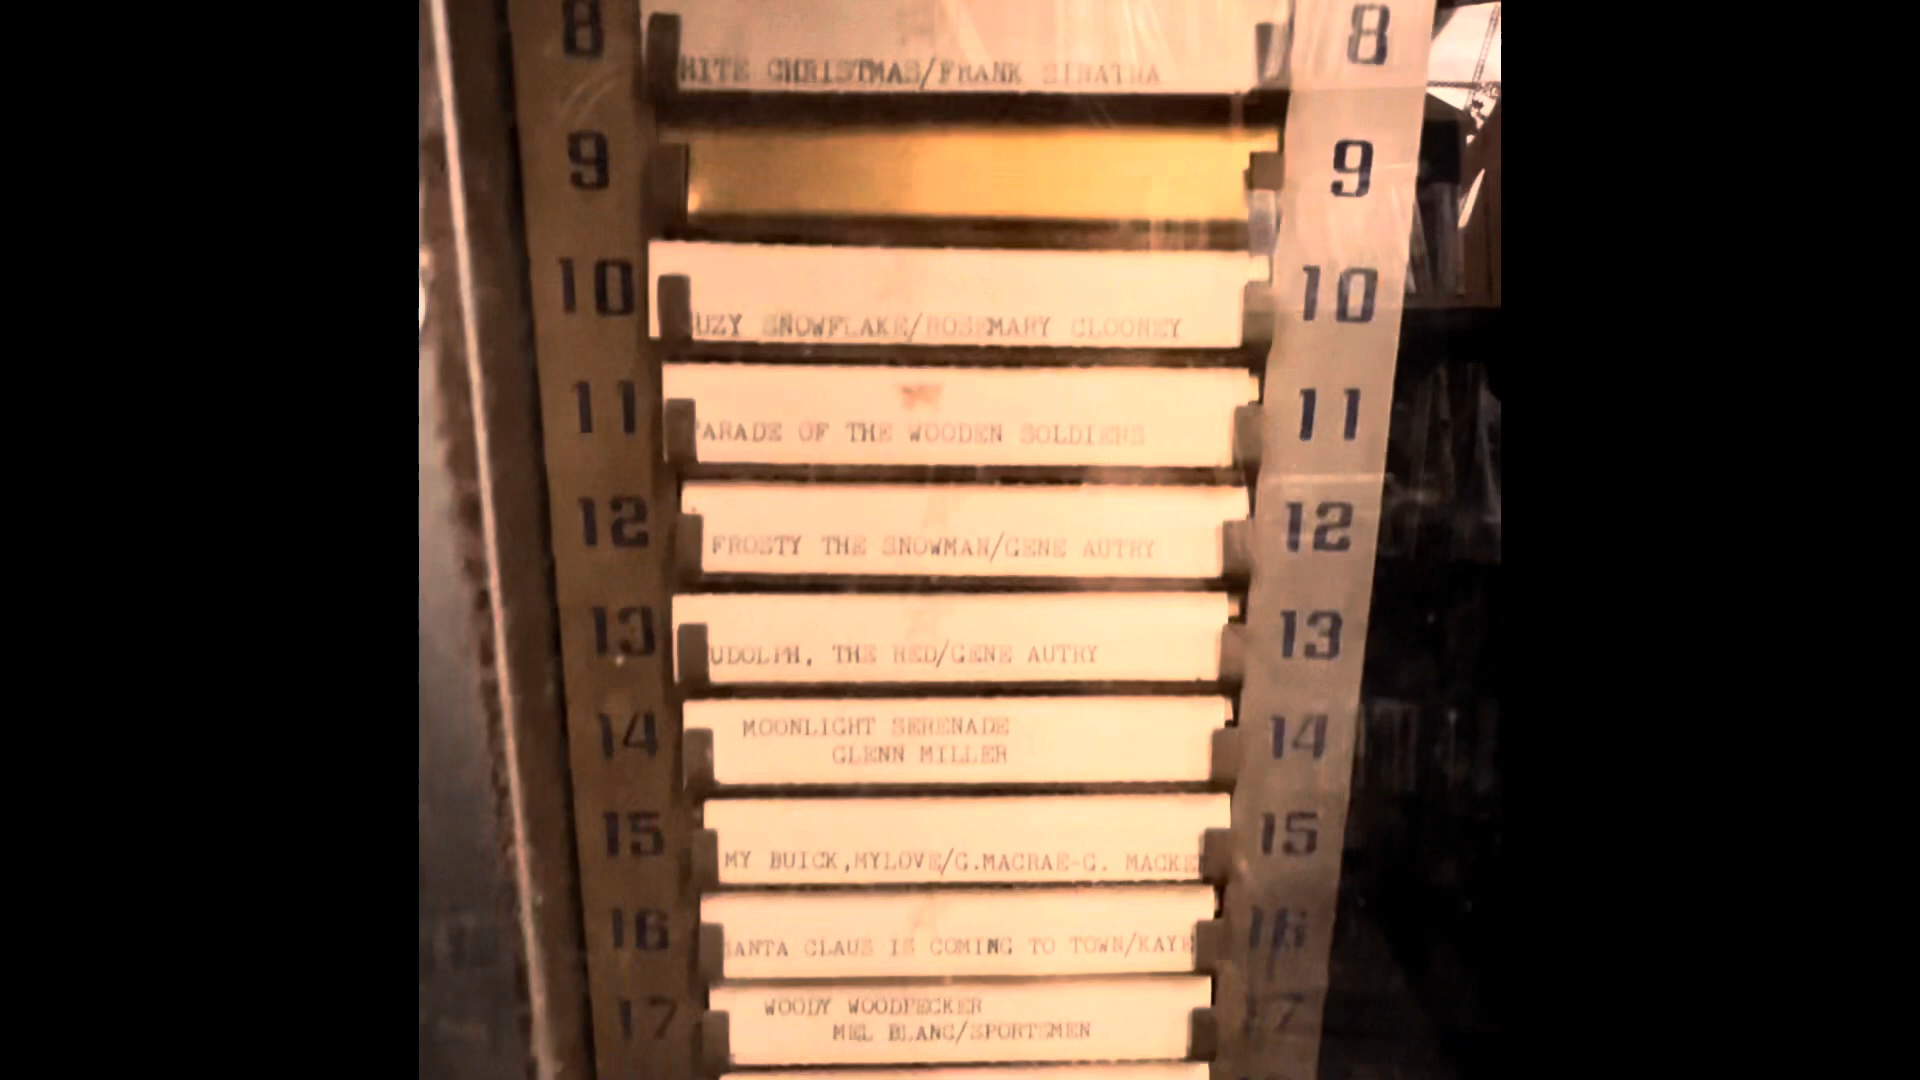 8 HITE CHRISTMAS/FRANK SINATRA 8
9 9
10 UZY SNOWFLAKE/ROSEMARY CLOONEY 10
11 ARADE OF THE WOODEN SOLDIERS 11
12 FROSTY THE SNOWMAN/GENE AUTRY 12
13 UDOLPH, THE RED/GENE AUTRY 13
14 MOONLIGHT SERENADE 14
GLENN MILLER
15 MY BUICK,MYLOVE/G.MACRAE-G. MACKE 15
16 ANTA CLAUS IS COMING TO TOWN/KAYE 16
17 WOODY WOODPECKER 17
MEL BLANC/SPORTSMEN